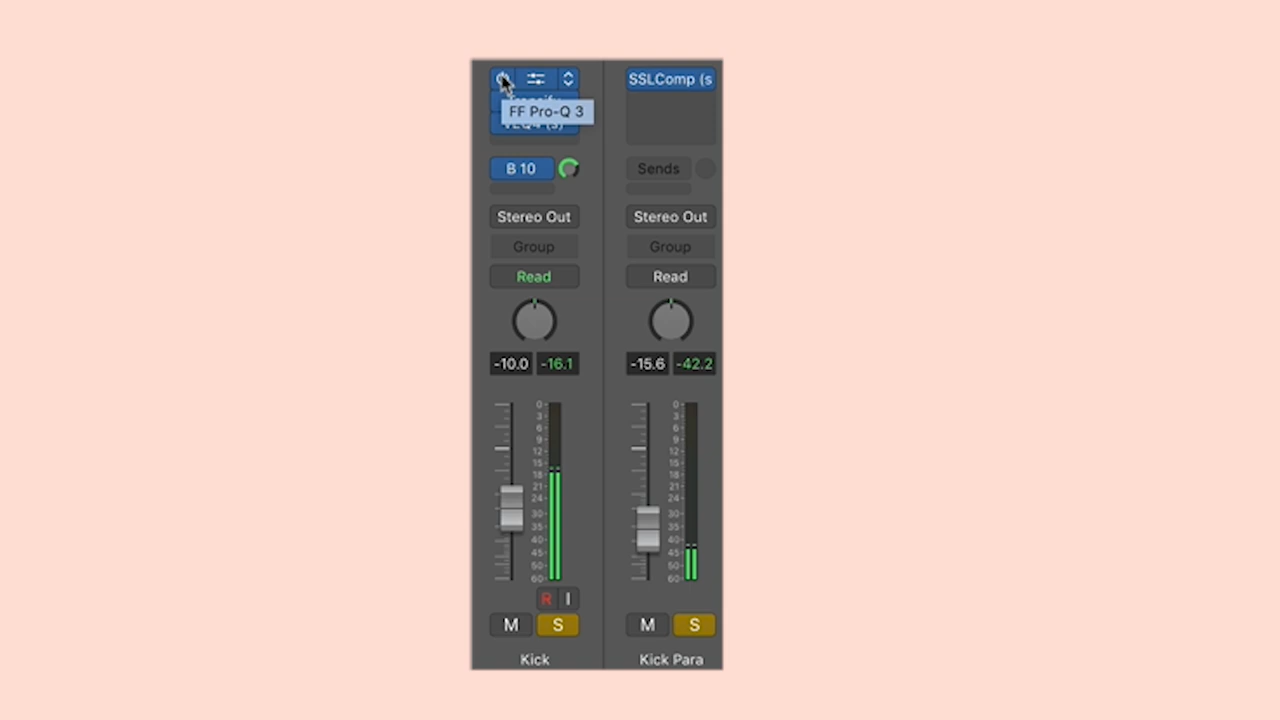 SSLComp (s
FF Pro-Q 3
VEQ4 (s)
B 10
Sends
Stereo Out
Stereo Out
Group
Group
Read
Read
-10.0
-16.1
-15.6
-42.2
0
3
6
9
12
15
18
21
24
30
35
40
45
50
60
0
3
6
9
12
15
18
21
24
30
35
40
45
50
60
R
I
M
S
M
S
Kick
Kick Para